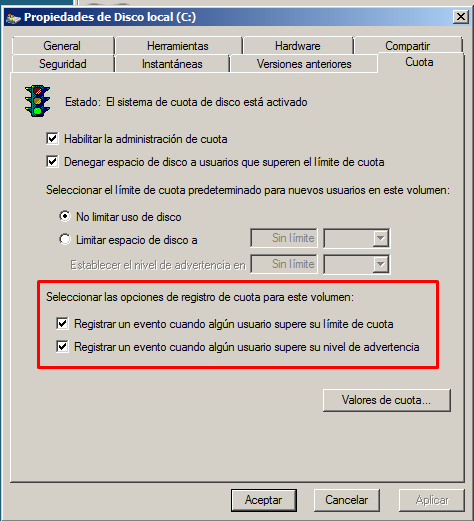 Propiedades de Disco local (C:)
General Herramientas Hardware Compartir
Seguridad Instantáneas Versiones anteriores Cuota
Estado: El sistema de cuota de disco está activado
Habilitar la administración de cuota
Denegar espacio de disco a usuarios que superen el límite de cuota
Seleccionar el límite de cuota predeterminado para nuevos usuarios en este volumen:
No limitar uso de disco
Limitar espacio de disco a Sin límite
Establecer el nivel de advertencia en Sin límite
Seleccionar las opciones de registro de cuota para este volumen:
Registrar un evento cuando algún usuario supere su límite de cuota
Registrar un evento cuando algún usuario supere su nivel de advertencia
Valores de cuota...
Aceptar Cancelar Aplicar